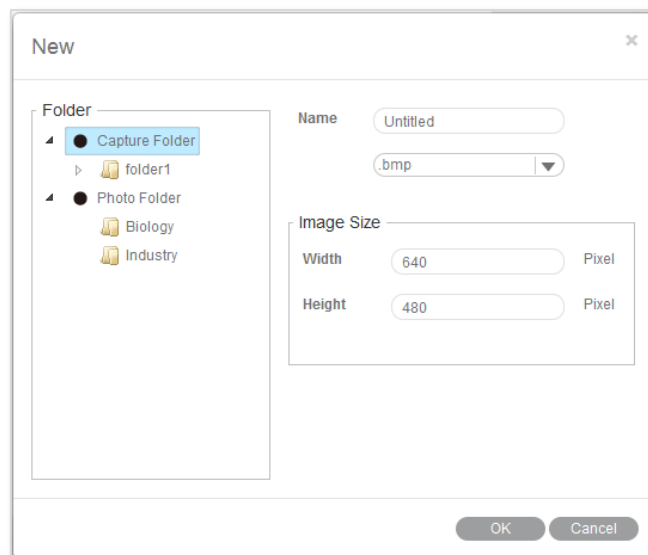 New
×
Folder
Capture Folder
folder1
Photo Folder
Biology
Industry
Name
Untitled
.bmp
Image Size
Width
640
Pixel
Height
480
Pixel
OK
Cancel